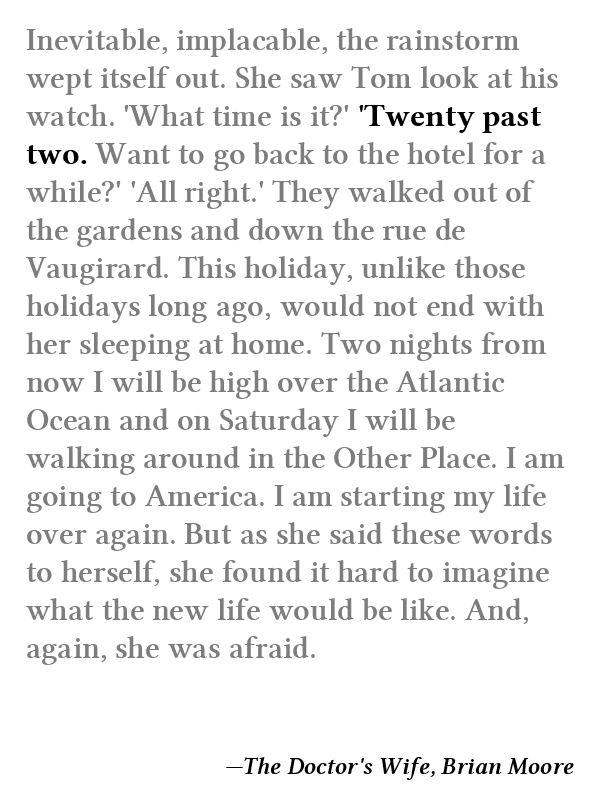 Inevitable, implacable, the rainstorm
wept itself out. She saw Tom look at his
watch. 'What time is it?' 'Twenty past
two. Want to go back to the hotel for a
while?' 'All right.' They walked out of
the gardens and down the rue de
Vaugirard. This holiday, unlike those
holidays long ago, would not end with
her sleeping at home. Two nights from
now I will be high over the Atlantic
Ocean and on Saturday I will be
walking around in the Other Place. I am
going to America. I am starting my life
over again. But as she said these words
to herself, she found it hard to imagine
what the new life would be like. And,
again, she was afraid.
—The Doctor's Wife, Brian Moore